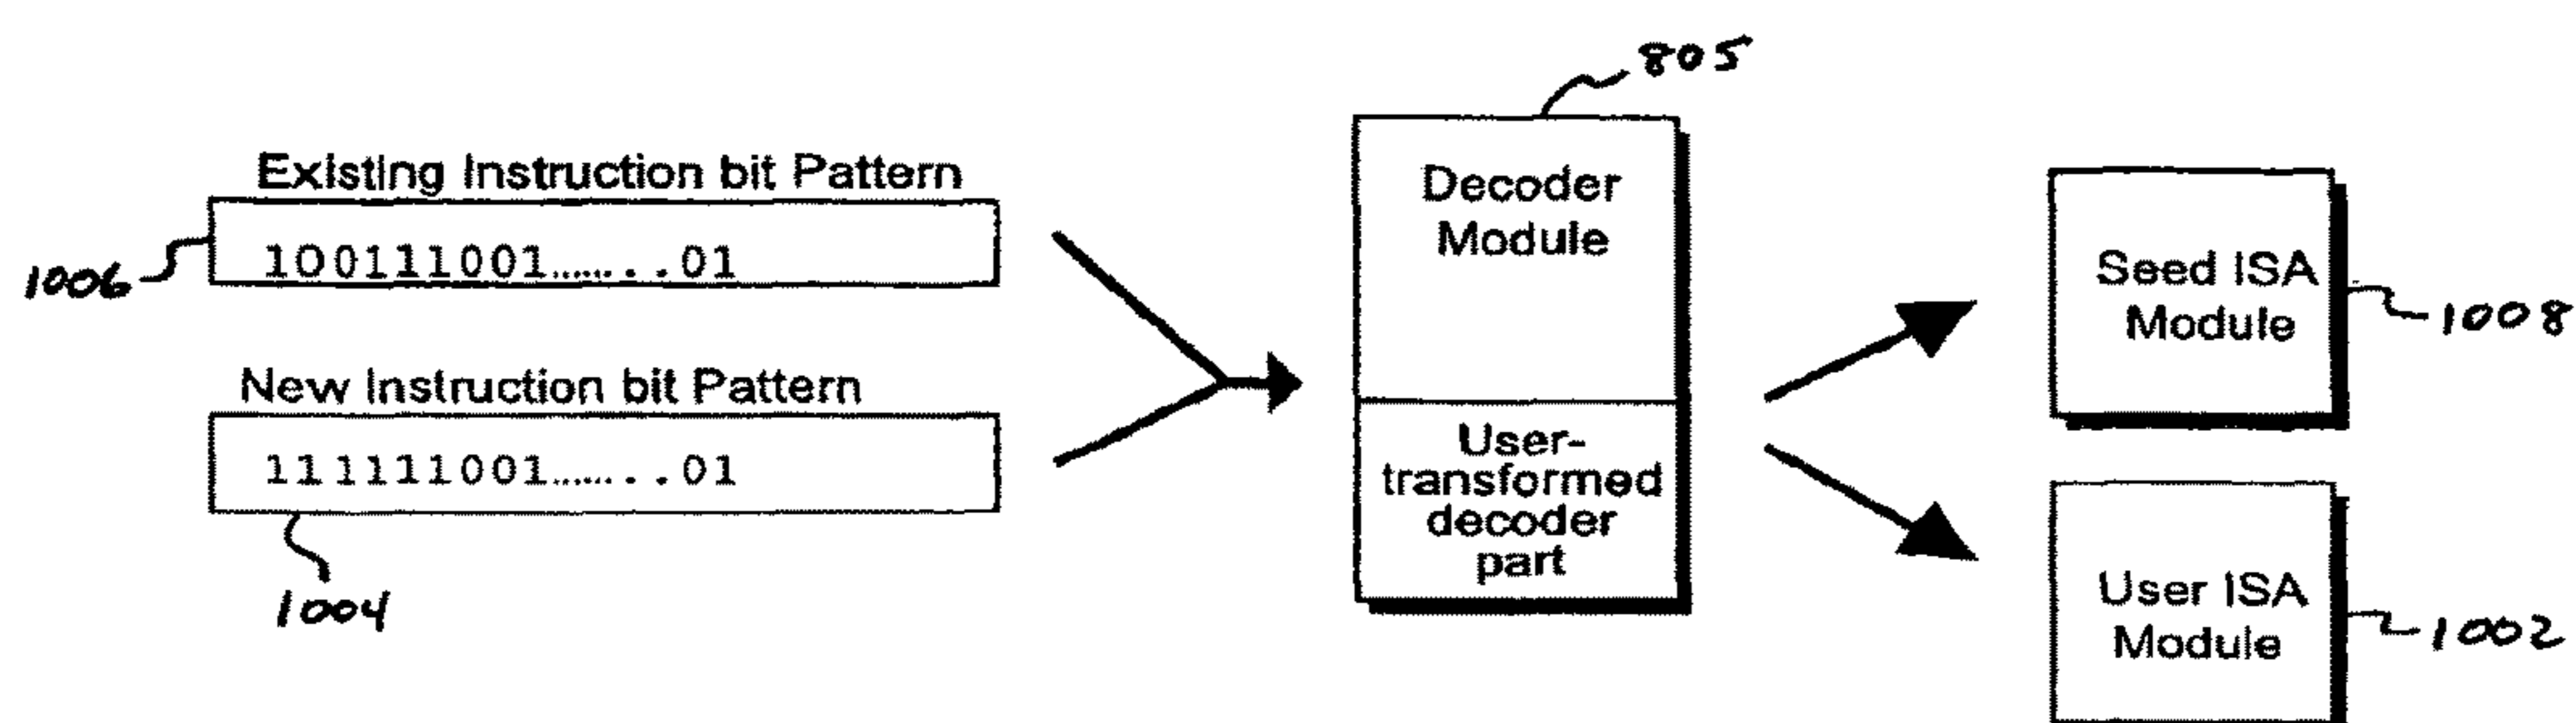 805
Existing Instruction bit Pattern
100111001.........01
1006
New Instruction bit Pattern
111111001.........01
1004
Decoder
Module
User-
transformed
decoder
part
Seed ISA
Module
1008
User ISA
Module
1002